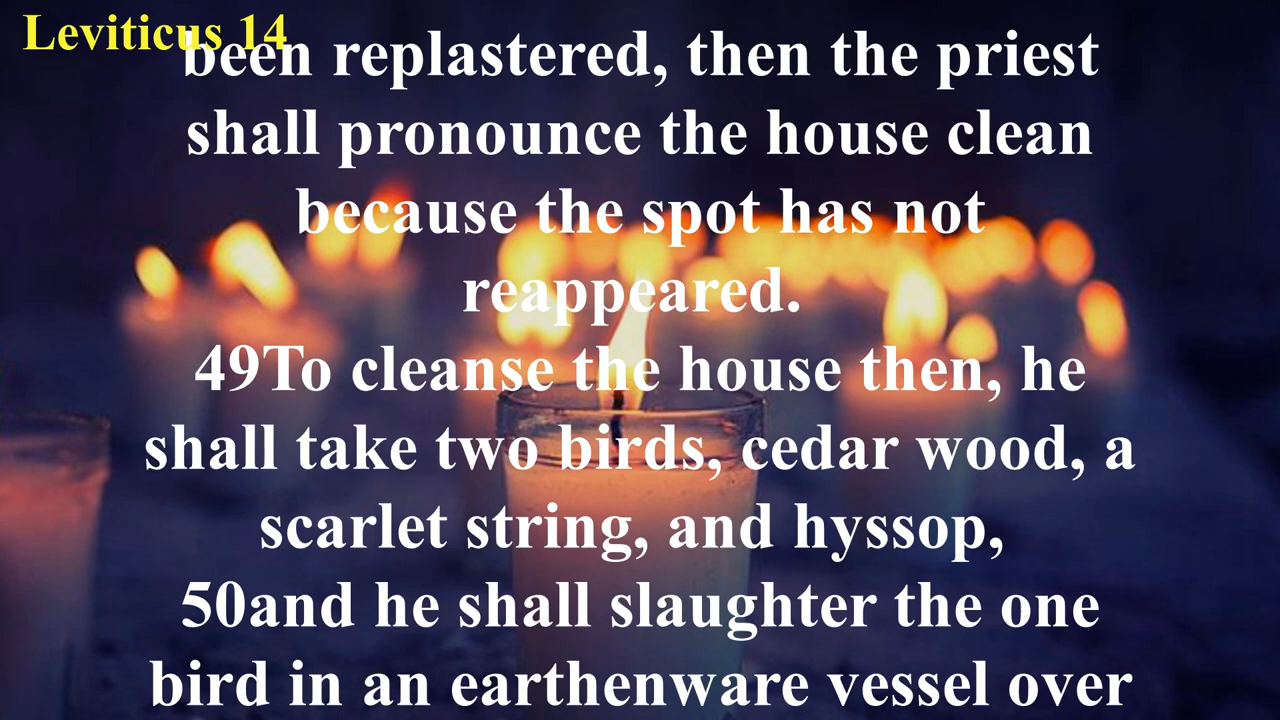 Leviticus 14
been replastered, then the priest
shall pronounce the house clean
because the spot has not
reappeared.
49To cleanse the house then, he
shall take two birds, cedar wood, a
scarlet string, and hyssop,
50and he shall slaughter the one
bird in an earthenware vessel over